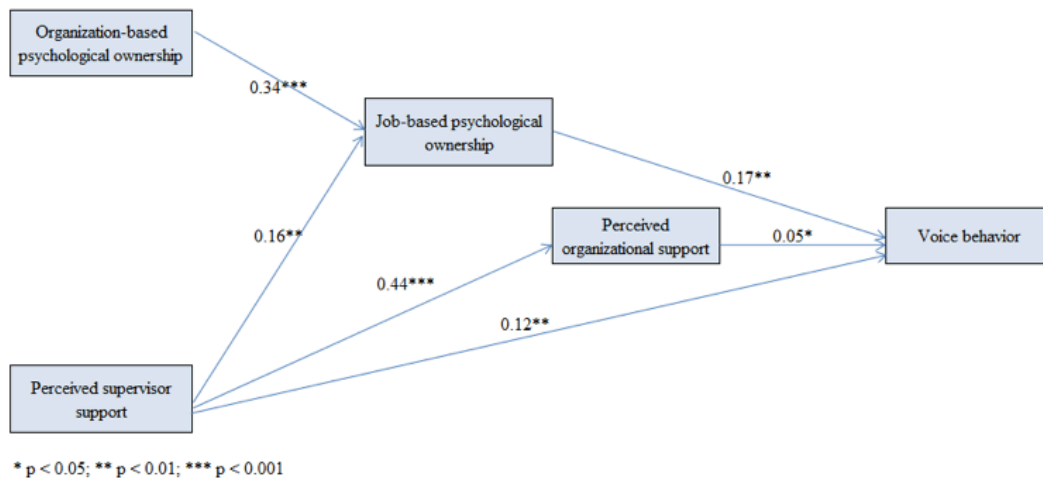 Organization-based
psychological ownership
0.34***
Job-based psychological
ownership
0.17**
0.16**
Perceived
organizational support
0.05*
Voice behavior
0.44***
0.12**
Perceived supervisor
support
* p < 0.05; ** p < 0.01; *** p < 0.001